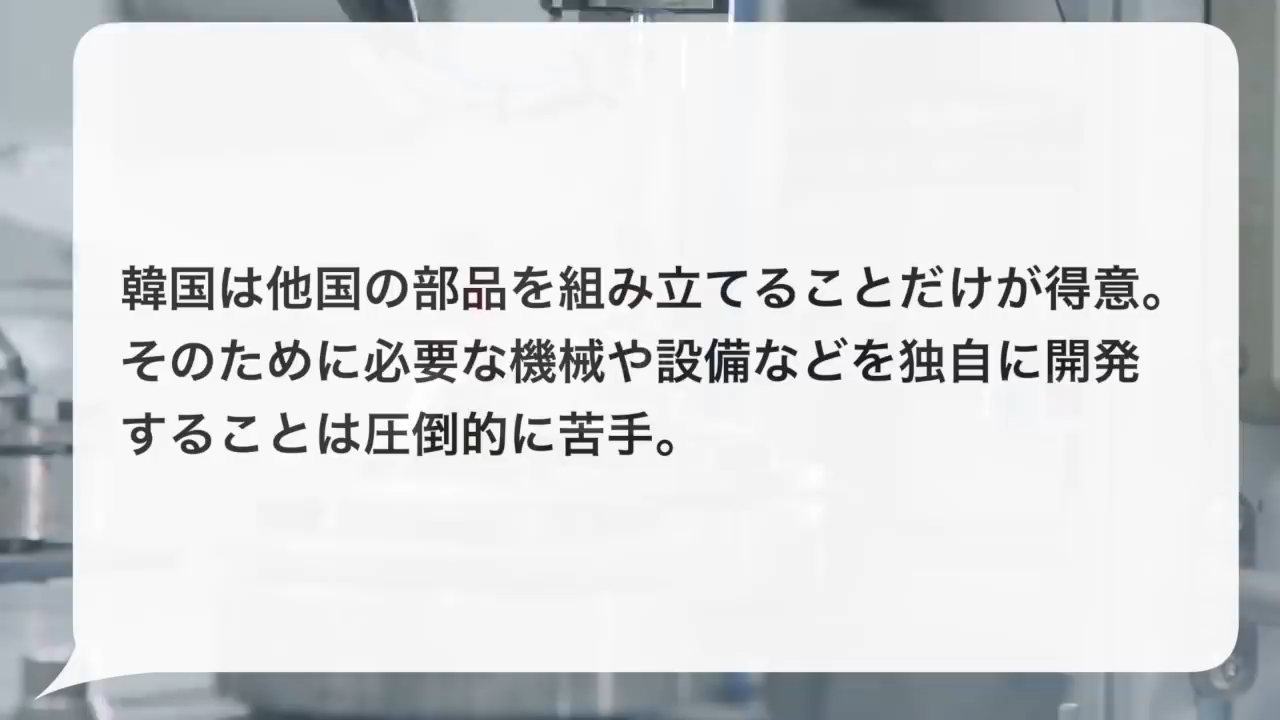 韓国は他国の部品を組み立てることだけが得意。
そのために必要な機械や設備などを独自に開発
することは圧倒的に苦手。